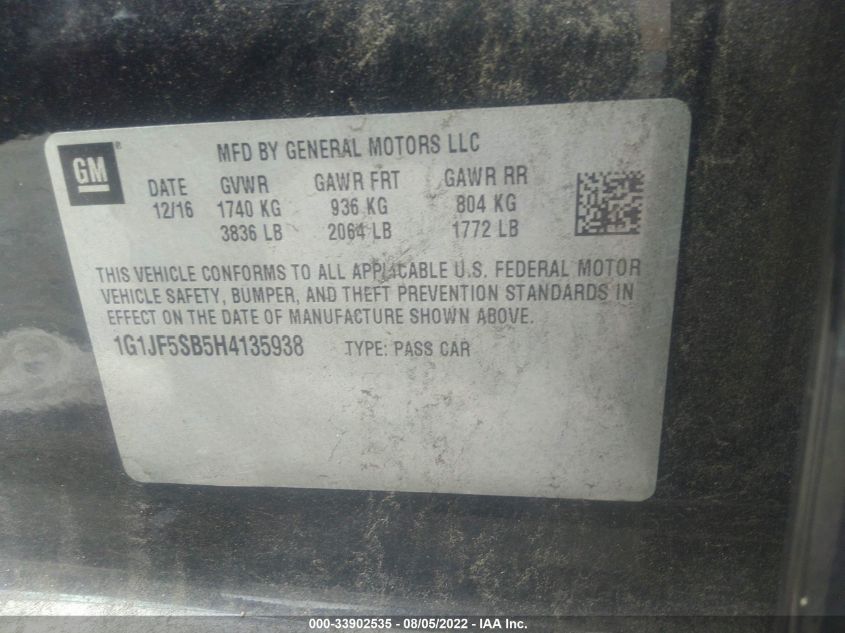 GM®
MFD BY GENERAL MOTORS LLC
DATE GVWR GAWR FRT GAWR RR
12/16 1740 KG 936 KG 804 KG
3836 LB 2064 LB 1772 LB
THIS VEHICLE CONFORMS TO ALL APPLICABLE U.S. FEDERAL MOTOR
VEHICLE SAFETY, BUMPER, AND THEFT PREVENTION STANDARDS IN
EFFECT ON THE DATE OF MANUFACTURE SHOWN ABOVE.
1G1JF5SB5H4135938 TYPE: PASS CAR
000-33902535 - 08/05/2022 - IAA Inc.